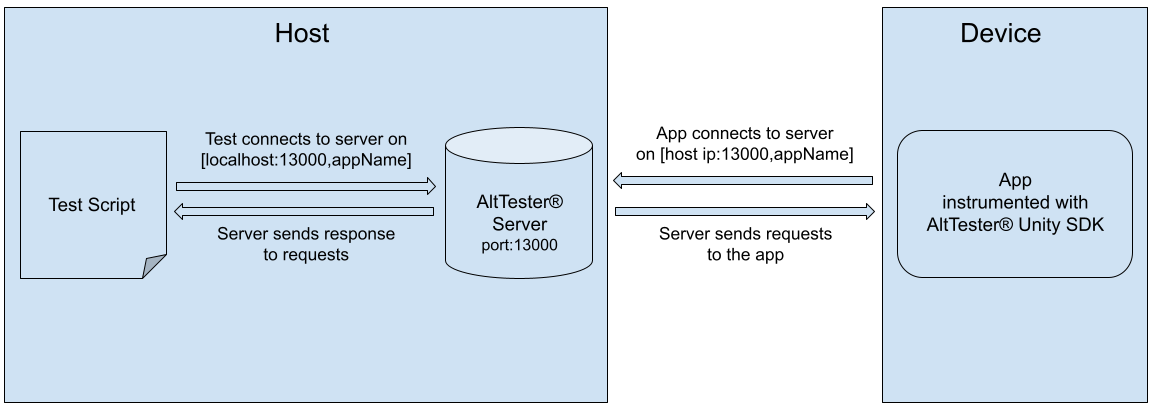 Host
Device
Test connects to server on
[localhost:13000,appName]
Test Script
Server sends response
to requests
AltTester®
Server
port:13000
App connects to server
on [host ip:13000,appName]
Server sends requests
to the app
App
instrumented with
AltTester® Unity SDK